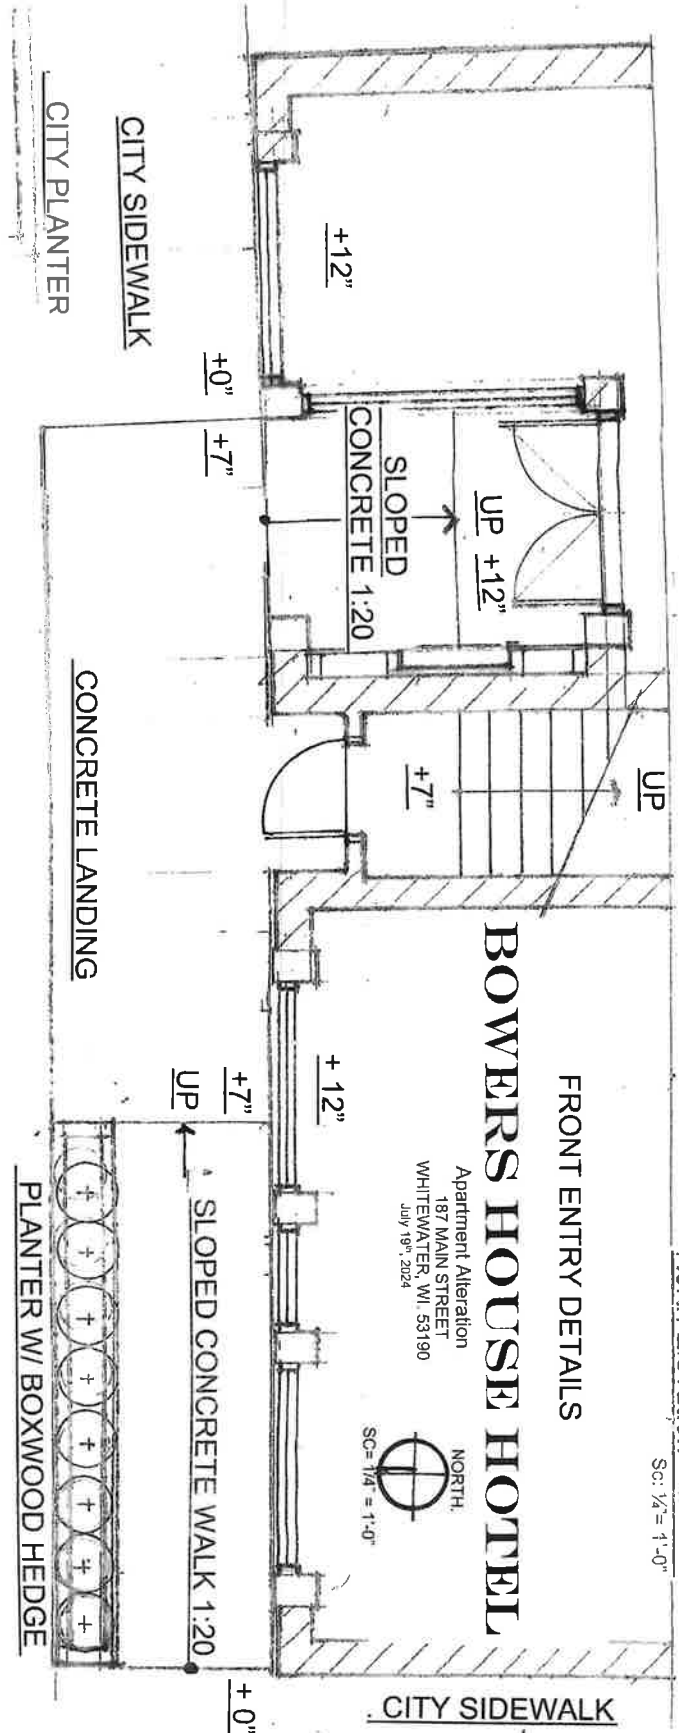 Sc: ¼"= 1'-0"
FRONT ENTRY DETAILS
BOWERS HOUSE HOTEL
Apartment Alteration
187 MAIN STREET
WHITEWATER, WI. 53190
July 19th, 2024
NORTH.
SC= 1/4" = 1'-0"
UP
UP +12"
+7"
SLOPED
CONCRETE 1:20
+12"
+ 12"
+0"
+7"
+7"
UP
CITY SIDEWALK
CITY PLANTER
CONCRETE LANDING
SLOPED CONCRETE WALK 1:20
+ 0"
PLANTER W/ BOXWOOD HEDGE
. CITY SIDEWALK